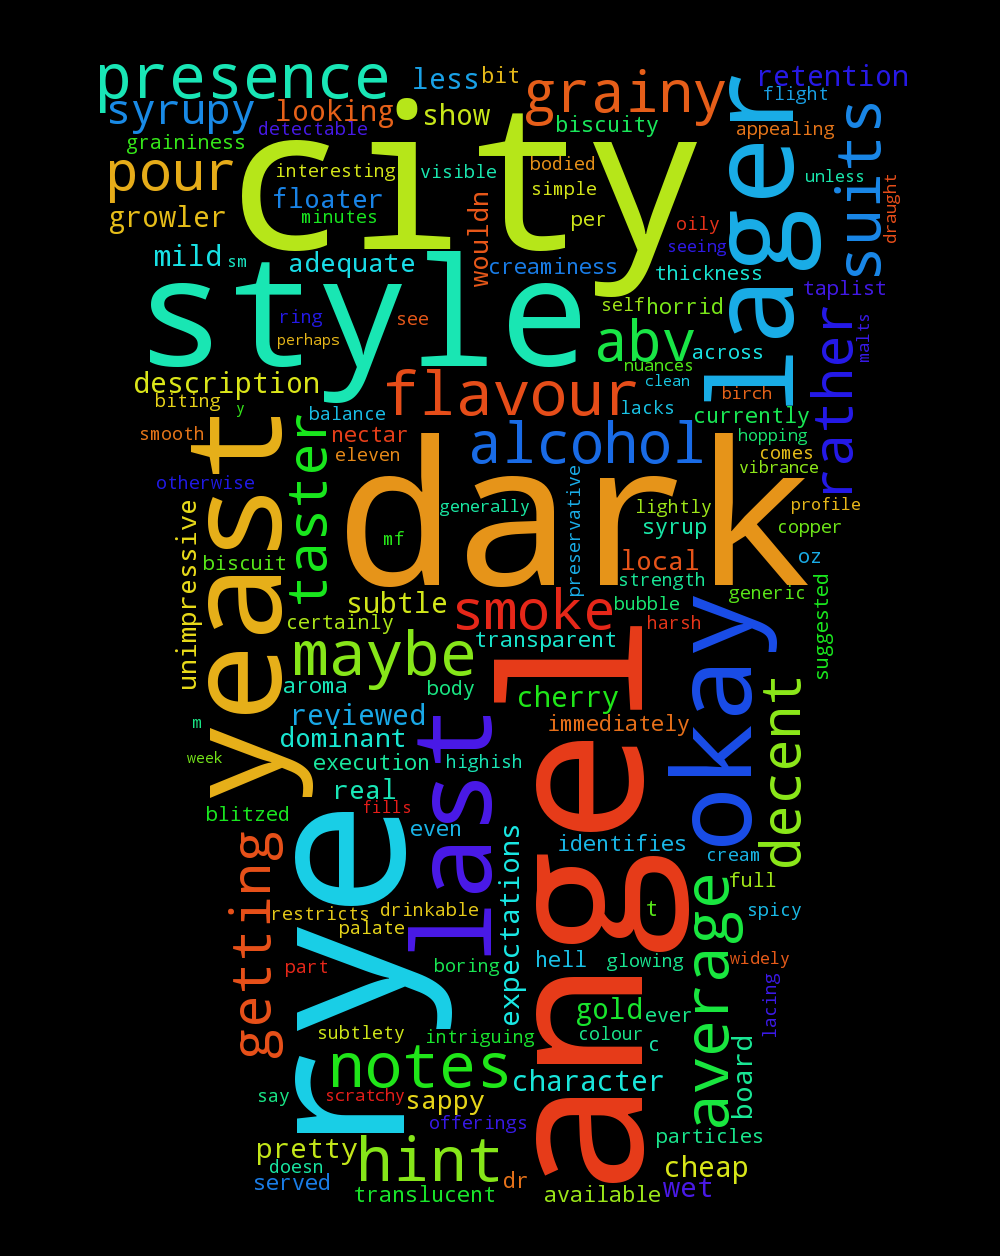 presence
less
bit
grainy
retention
flight
syrupy
looking
show
city
biscuity
appealing
detectable
graininess
lager
suits
pour
interesting
visible
bodied
unless
draught
floater
simple
growler
minutes
wouldn
per
oily
seeing
mild
sm
adequate
creaminess
thickness
style
taplist
self
horrid
ring
see
perhaps
abv
across
rather
malts
nuances
description
clean
flavour
birch
biting
y
balance
lacks
currently
smooth
nectar
alcohol
hopping
yeast
taster
eleven
comes
vibrance
otherwise
dark
preservative
generally
lightly
profile
unimpressive
syrup
copper
mf
biscuit
local
oz
strength
generic
suggested
subtle
smoke
bubble
okay
certainly
harsh
maybe
transparent
angel
aroma
body
cherry
decent
m
reviewed
immediately
last
dominant
week
execution
highish
real
blitzed
fills
rye
even
expectations
identifies
cream
getting
average
full
restricts
drinkable
t
spicy
palate
part
boring
hell
glowing
widely
lacing
gold
ever
subtlety
intriguing
colour
c
board
notes
character
say
scratchy
sappy
offerings
particles
pretty
hint
doesn
cheap
served
dr
wet
translucent
available